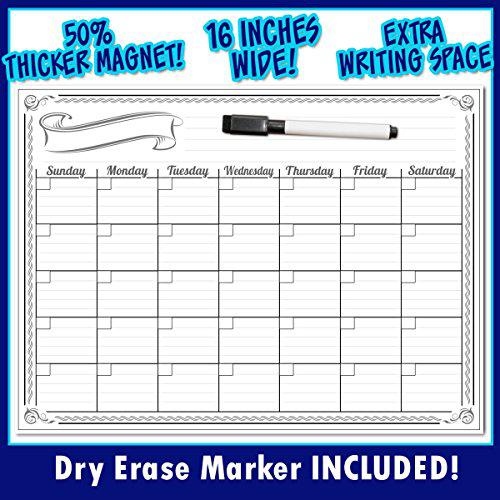 50%
THICKER MAGNET!
16 INCHES
WIDE!
EXTRA
WRITING SPACE
Sunday Monday Tuesday Wednesday Thursday Friday Saturday
Dry Erase Marker INCLUDED!